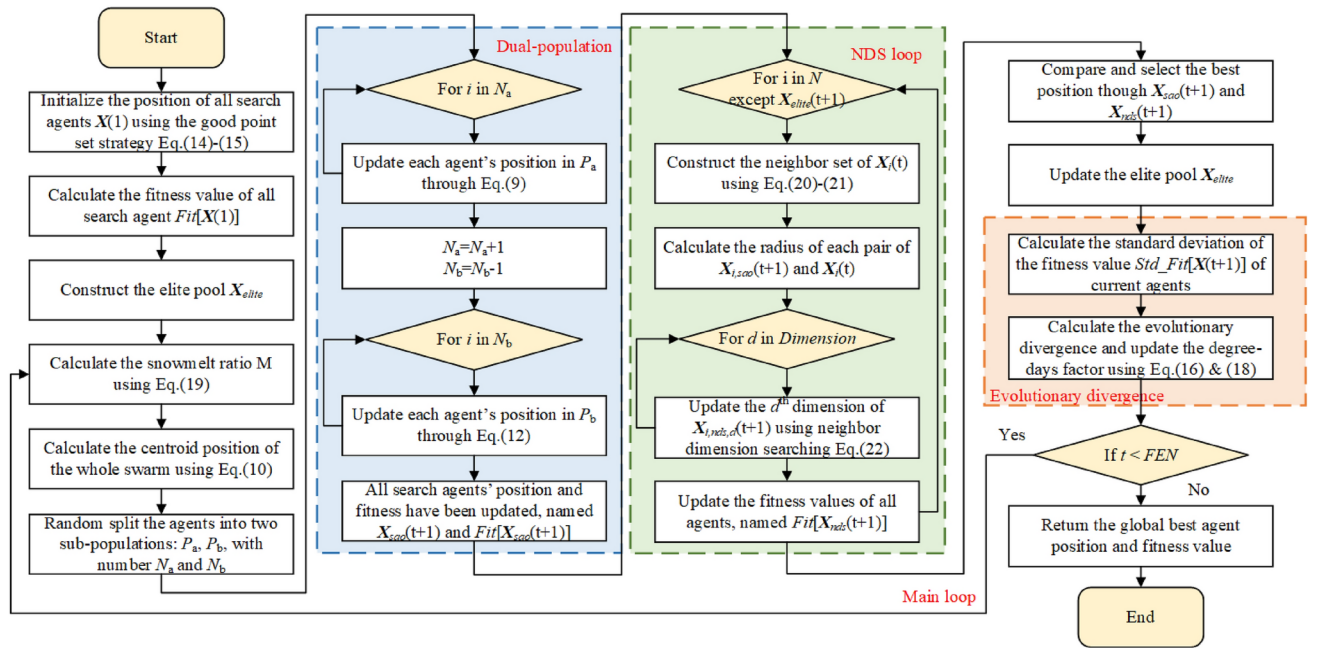 Start
Initialize the position of all search
agents X(1) using the good point
set strategy Eq.(14)-(15)
Calculate the fitness value of all
search agent Fit[X(1)]
Construct the elite pool Xelite
Calculate the snowmelt ratio M
using Eq.(19)
Calculate the centroid position of
the whole swarm using Eq.(10)
Random split the agents into two
sub-populations: Pa, Pb, with
number Na and Nb
Dual-population
For i in Na
Update each agent's position in Pa
through Eq.(9)
Na=Na+1
Nb=Nb-1
For i in Nb
Update each agent's position in Pb
through Eq.(12)
All search agents' position and
fitness have been updated, named
Xsao(t+1) and Fit[Xsao(t+1)]
NDS loop
For i in N
except Xelite(t+1)
Construct the neighbor set of Xi(t)
using Eq.(20)-(21)
Calculate the radius of each pair of
Xi,sao(t+1) and Xi(t)
For d in Dimension
Update the dth dimension of
Xi,nds,d(t+1) using neighbor
dimension searching Eq.(22)
Update the fitness values of all
agents, named Fit[Xnds(t+1)]
Compare and select the best
position though Xsao(t+1) and
Xnds(t+1)
Update the elite pool Xelite
Calculate the standard deviation of
the fitness value Std_Fit[X(t+1)] of
current agents
Calculate the evolutionary
divergence and update the degree-
days factor using Eq.(16) & (18)
Evolutionary divergence
Yes
If t < FEN
No
Return the global best agent
position and fitness value
Main loop
End